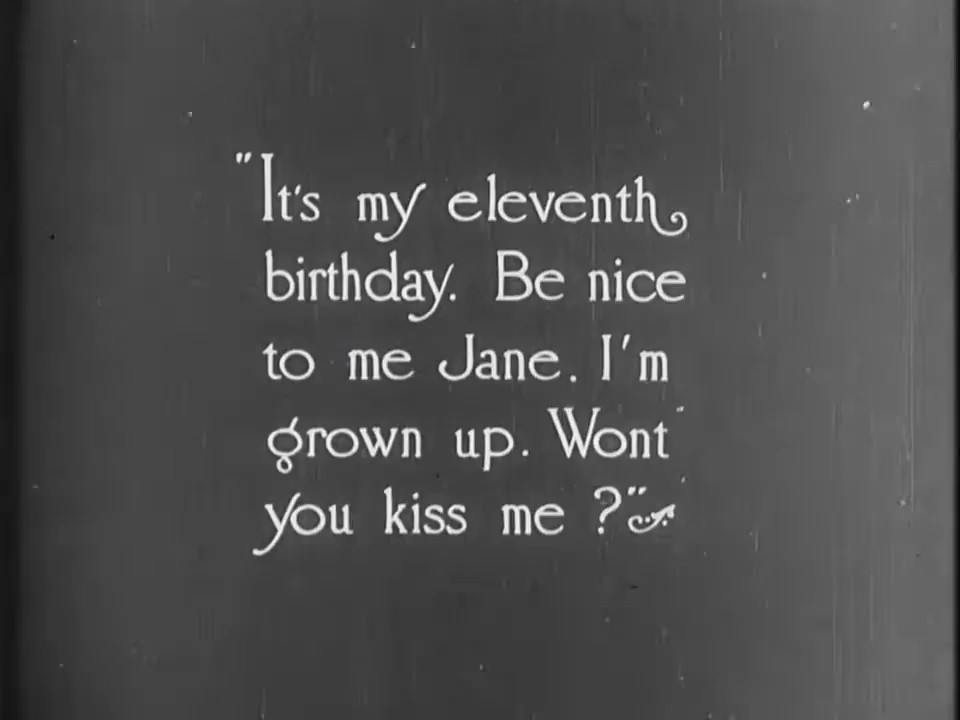 "It's my eleventh
birthday. Be nice
to me Jane. I'm
grown up. Wont
you kiss me?"